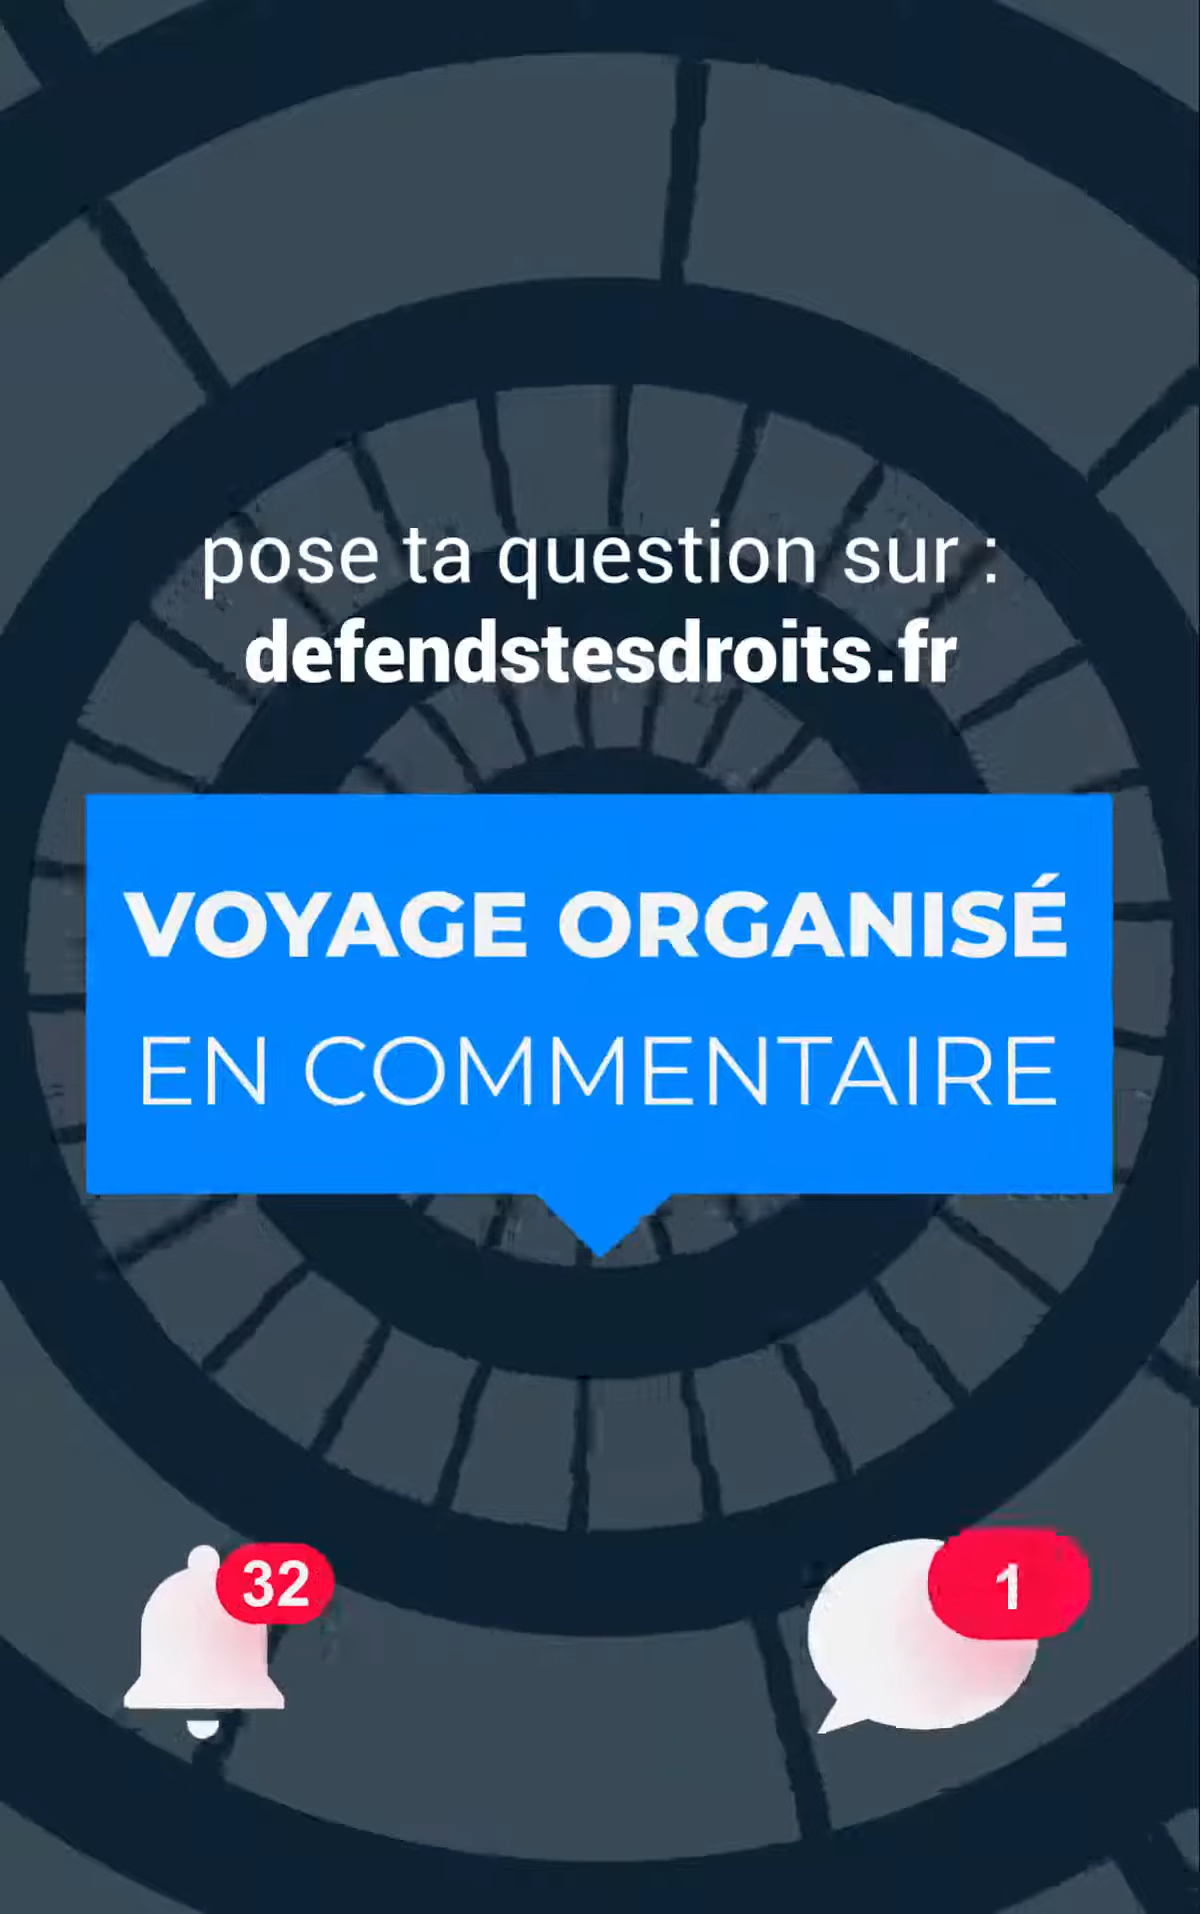 pose ta question sur :
defendstesdroits.fr
VOYAGE ORGANISÉ
EN COMMENTAIRE
32
1